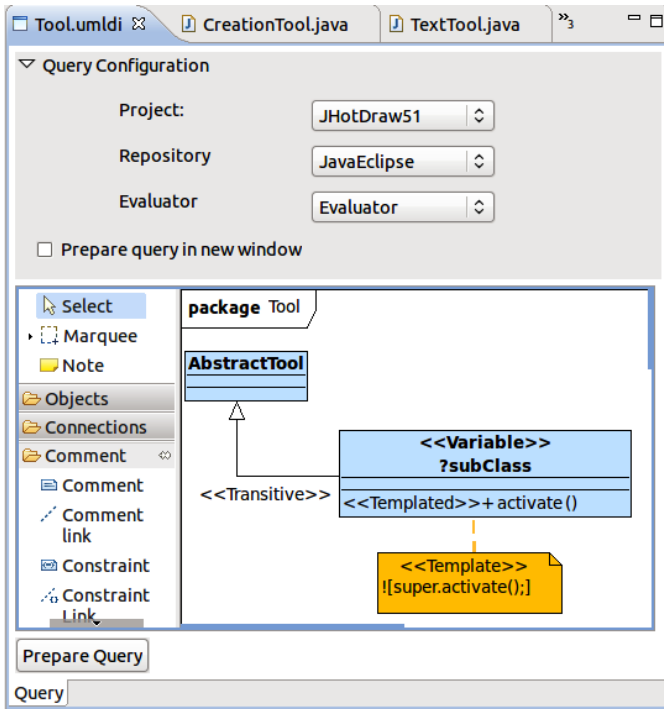 Tool.umldi
CreationTool.java
TextTool.java
»3
Query Configuration
Project:
JHotDraw51
Repository
JavaEclipse
Evaluator
Evaluator
Prepare query in new window
Select
Marquee
Note
Objects
Connections
Comment
Comment
Comment
link
Constraint
Constraint
Link
package Tool
AbstractTool
<<Transitive>>
<<Variable>>
?subClass
<<Templated>>+ activate()
<<Template>>
![super.activate();]
Prepare Query
Query